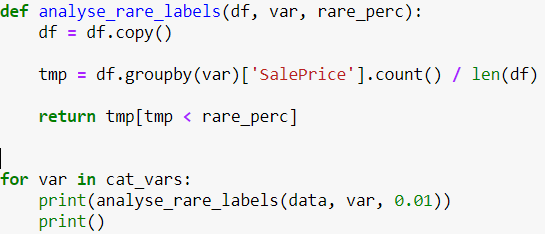 def analyse_rare_labels(df, var, rare_perc):
    df = df.copy()
    tmp = df.groupby(var)['SalePrice'].count() / len(df)
    return tmp[tmp < rare_perc]
for var in cat_vars:
    print(analyse_rare_labels(data, var, 0.01))
    print()